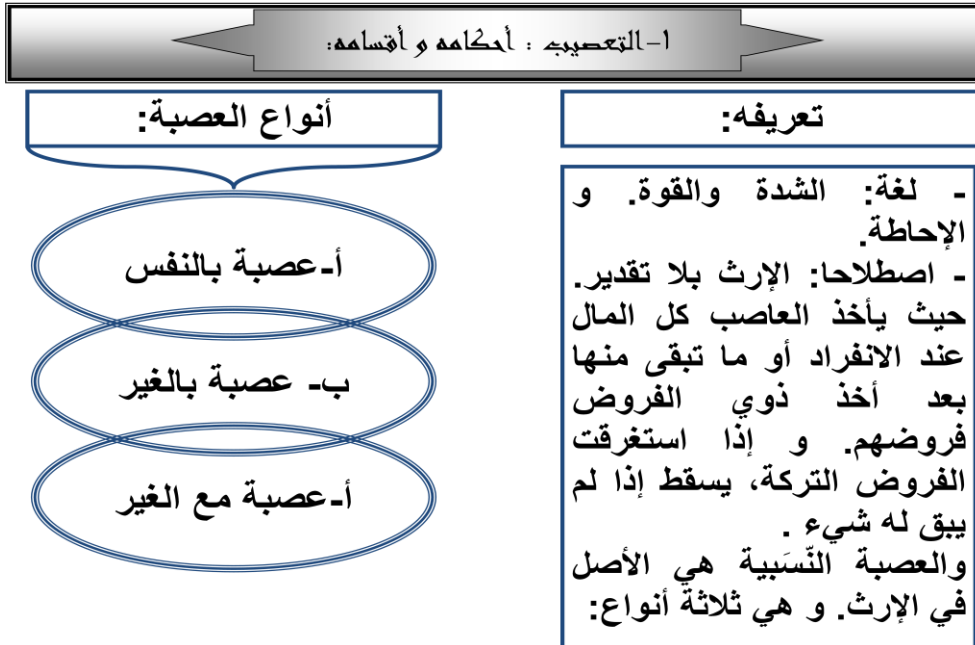 ١-التعصيب : أحكامه و أقسامه:
تعريفه:
- لغة: الشدة والقوة. و
الإحاطة.
- اصطلاحا: الإرث بلا تقدير.
حيث يأخذ العاصب كل المال
عند الانفراد أو ما تبقى منها
بعد أخذ ذوي الفروض
فروضهم. و إذا استغرقت
الفروض التركة، يسقط إذا لم
يبق له شيء .
والعصبة النّسَبية هي الأصل
في الإرث. و هي ثلاثة أنواع:
أنواع العصبة:
أ-عصبة بالنفس
ب- عصبة بالغير
أ-عصبة مع الغير